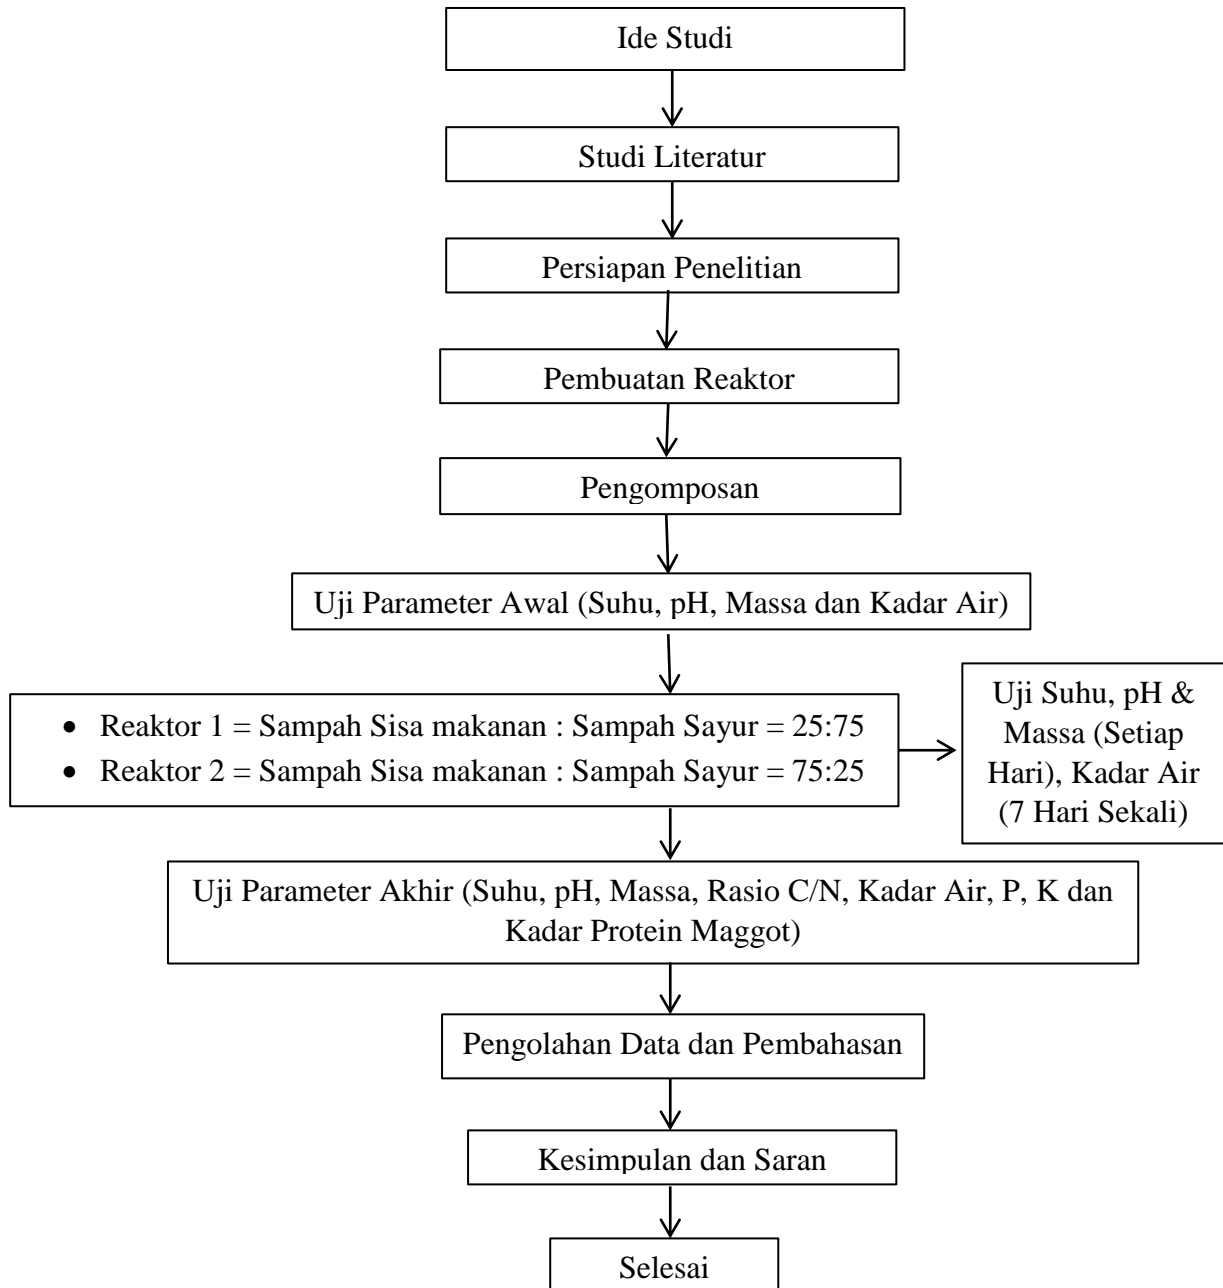 Ide Studi
Studi Literatur
Persiapan Penelitian
Pembuatan Reaktor
Pengomposan
Uji Parameter Awal (Suhu, pH, Massa dan Kadar Air)
• Reaktor 1 = Sampah Sisa makanan : Sampah Sayur = 25:75
• Reaktor 2 = Sampah Sisa makanan : Sampah Sayur = 75:25
Uji Suhu, pH &
Massa (Setiap
Hari), Kadar Air
(7 Hari Sekali)
Uji Parameter Akhir (Suhu, pH, Massa, Rasio C/N, Kadar Air, P, K dan
Kadar Protein Maggot)
Pengolahan Data dan Pembahasan
Kesimpulan dan Saran
Selesai